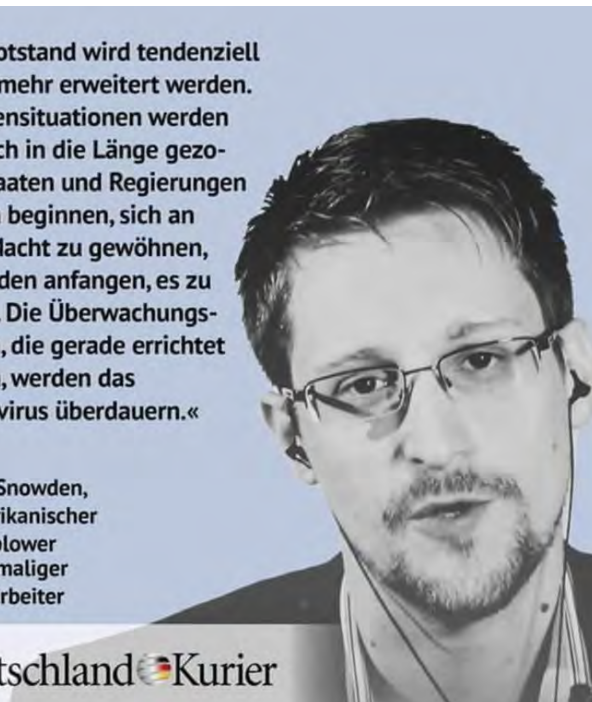 otstand wird tendenziell
mehr erweitert werden.
ensituationen werden
ch in die Länge gezo-
aaten und Regierungen
beginnen, sich an
acht zu gewöhnen,
den anfangen, es zu
. Die Überwachungs-
, die gerade errichtet
, werden das
virus überdauern.«
Snowden,
ikanischer
lower
maliger
rbeiter
tschland Kurier